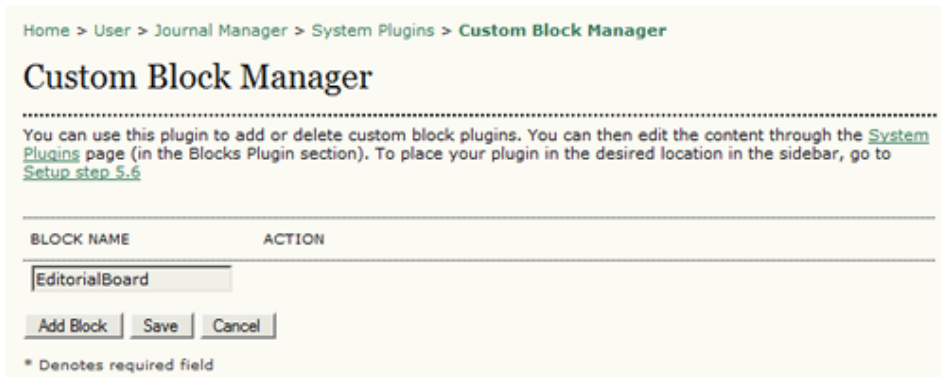 Home > User > Journal Manager > System Plugins > Custom Block Manager
Custom Block Manager
You can use this plugin to add or delete custom block plugins. You can then edit the content through the System
Plugins page (in the Blocks Plugin section). To place your plugin in the desired location in the sidebar, go to
Setup step 5.6
BLOCK NAME ACTION
EditorialBoard
Add Block Save Cancel
* Denotes required field